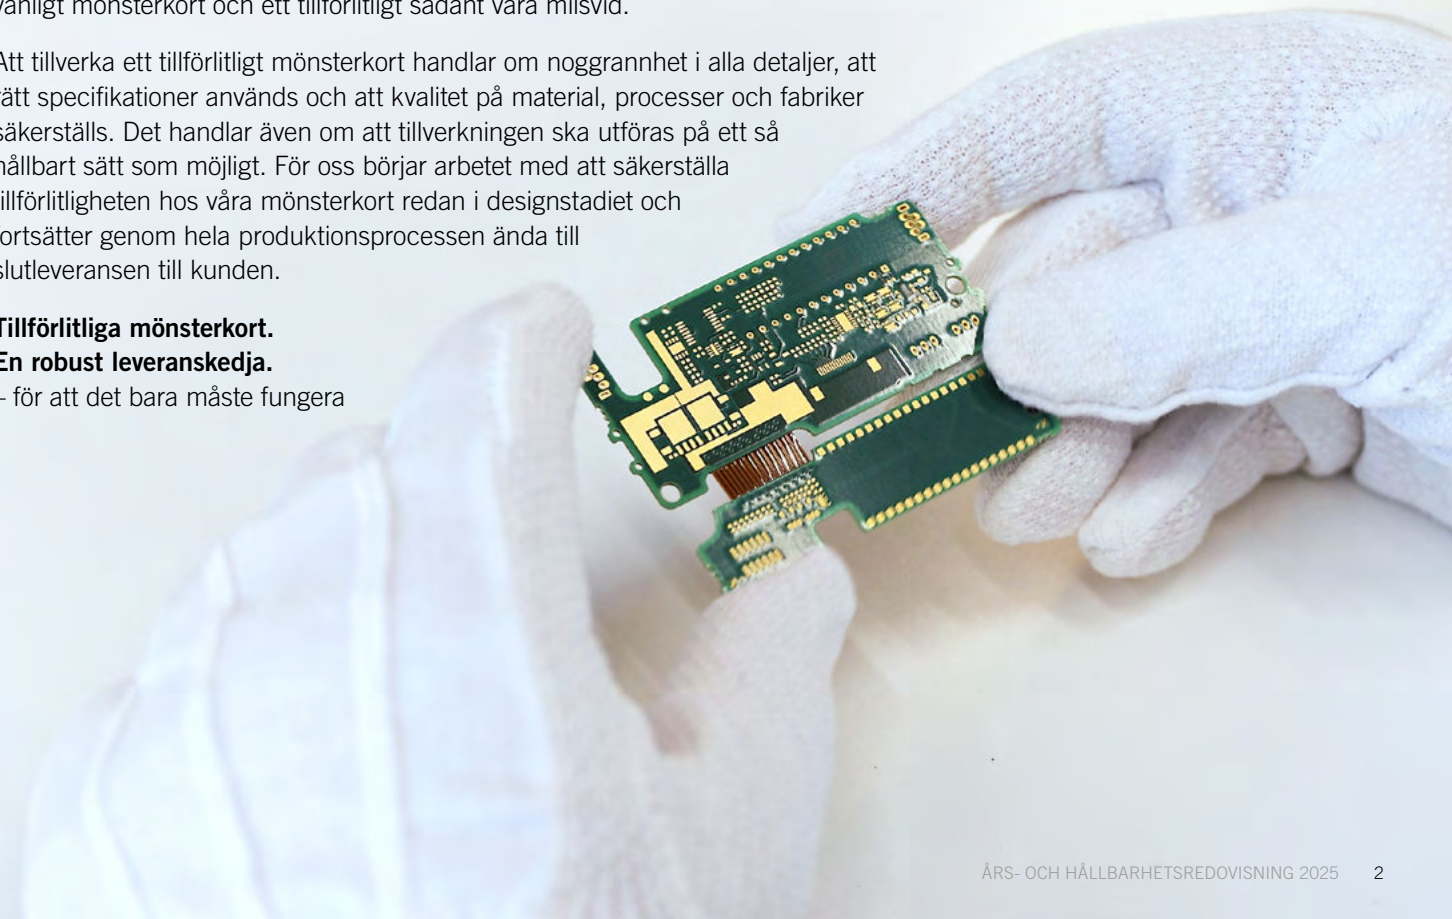 vanligt mönsterkort och ett tillförlitligt sådant vara milsvid.
Att tillverka ett tillförlitligt mönsterkort handlar om noggrannhet i alla detaljer, att
rätt specifikationer används och att kvalitet på material, processer och fabriker
säkerställs. Det handlar även om att tillverkningen ska utföras på ett så
hållbart sätt som möjligt. För oss börjar arbetet med att säkerställa
tillförlitligheten hos våra mönsterkort redan i designstadiet och
fortsätter genom hela produktionsprocessen ända till
slutleveransen till kunden.
Tillförlitliga mönsterkort.
En robust leveranskedja.
– för att det bara måste fungera
ÅRS- OCH HÅLLBARHETSREDOVISNING 2025 2